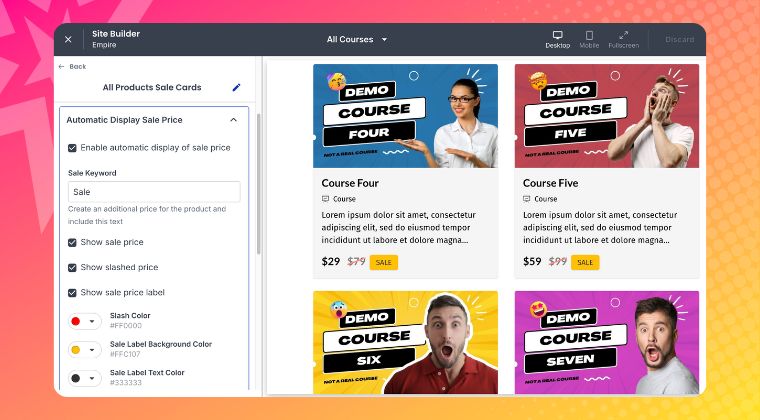 Site Builder
Empire
All Courses
Desktop
Mobile
Fullscreen
Discard
Back
All Products Sale Cards
Automatic Display Sale Price
Enable automatic display of sale price
Sale Keyword
Sale
Create an additional price for the product and
include this text
Show sale price
Show slashed price
Show sale price label
Slash Color
#FF0000
Sale Label Background Color
#FFC107
Sale Label Text Color
#333333
DEMO
COURSE
FOUR
NOT A REAL COURSE
Course Four
Course
Lorem ipsum dolor sit amet, consectetur
adipiscing elit, sed do eiusmod tempor
incididunt ut labore et dolore magna...
$29 $79 SALE
DEMO
COURSE
FIVE
NOT A REAL COURSE
Course Five
Course
Lorem ipsum dolor sit amet, consectetur
adipiscing elit, sed do eiusmod tempor
incididunt ut labore et dolore magna...
$59 $99 SALE
DEMO
COURSE
SIX
NOT A REAL COURSE
DEMO
COURSE
SEVEN
NOT A REAL COURSE